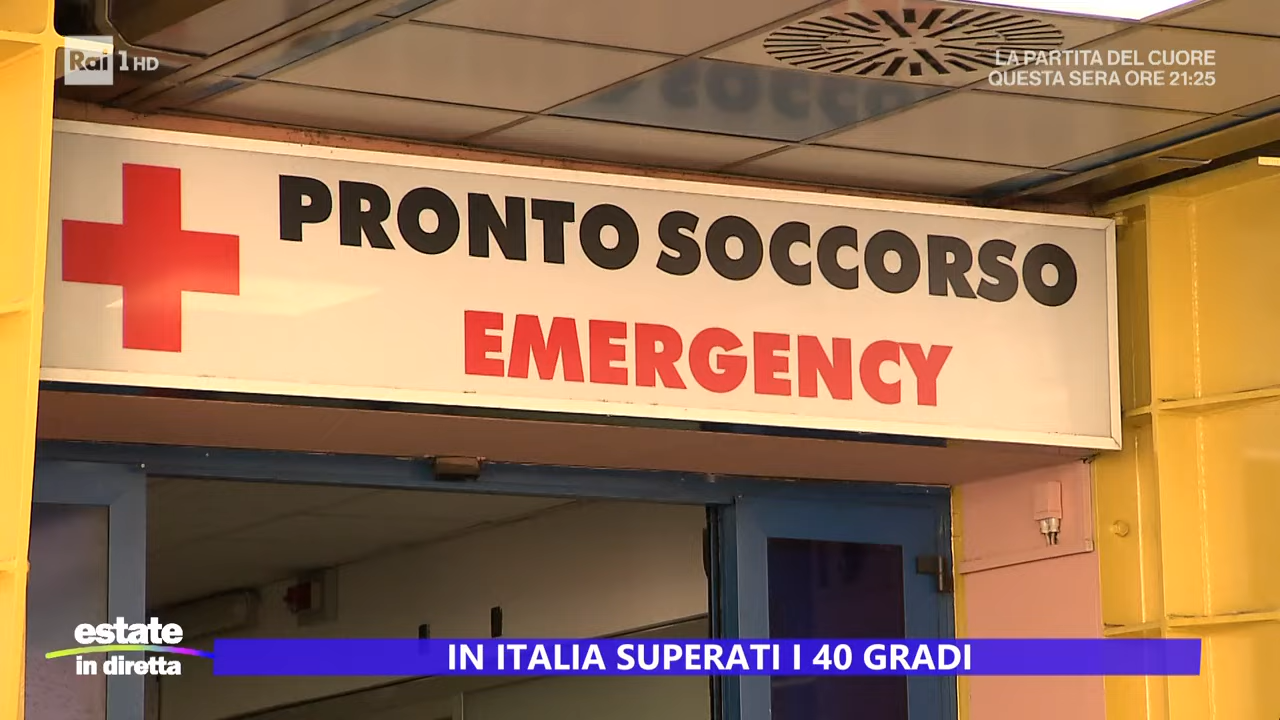 Rai 1 HD
LA PARTITA DEL CUORE
QUESTA SERA ORE 21:25
PRONTO SOCCORSO
EMERGENCY
estate
in diretta
IN ITALIA SUPERATI I 40 GRADI